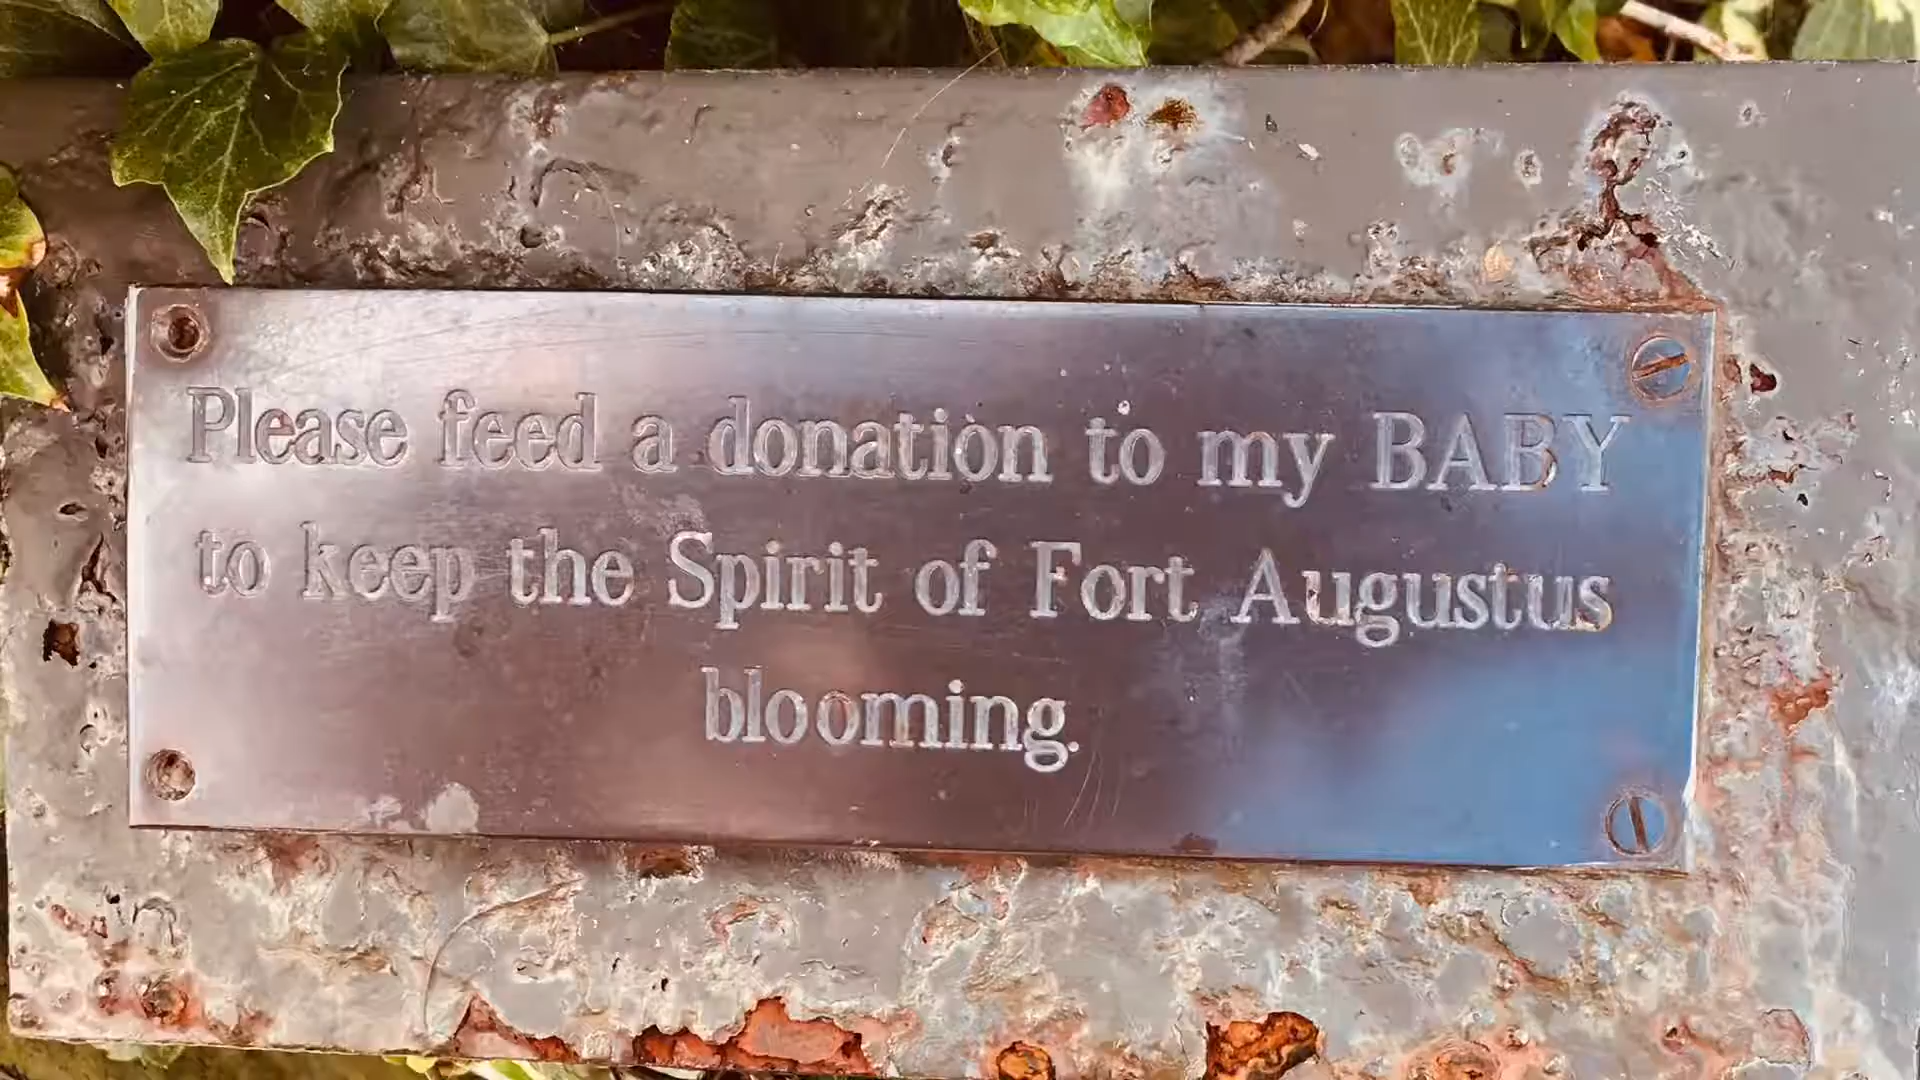 Please feed a donation to my BABY
to keep the Spirit of Fort Augustus
blooming.